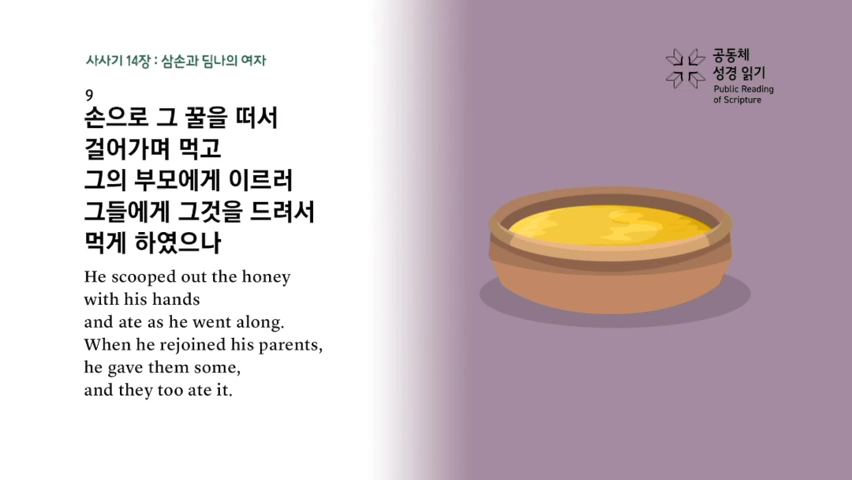 사사기 14장 : 삼손과 딤나의 여자
9
손으로 그 꿀을 떠서
걸어가며 먹고
그의 부모에게 이르러
그들에게 그것을 드려서
먹게 하였으나
He scooped out the honey
with his hands
and ate as he went along.
When he rejoined his parents,
he gave them some,
and they too ate it.
공동체
성경 읽기
Public Reading
of Scripture